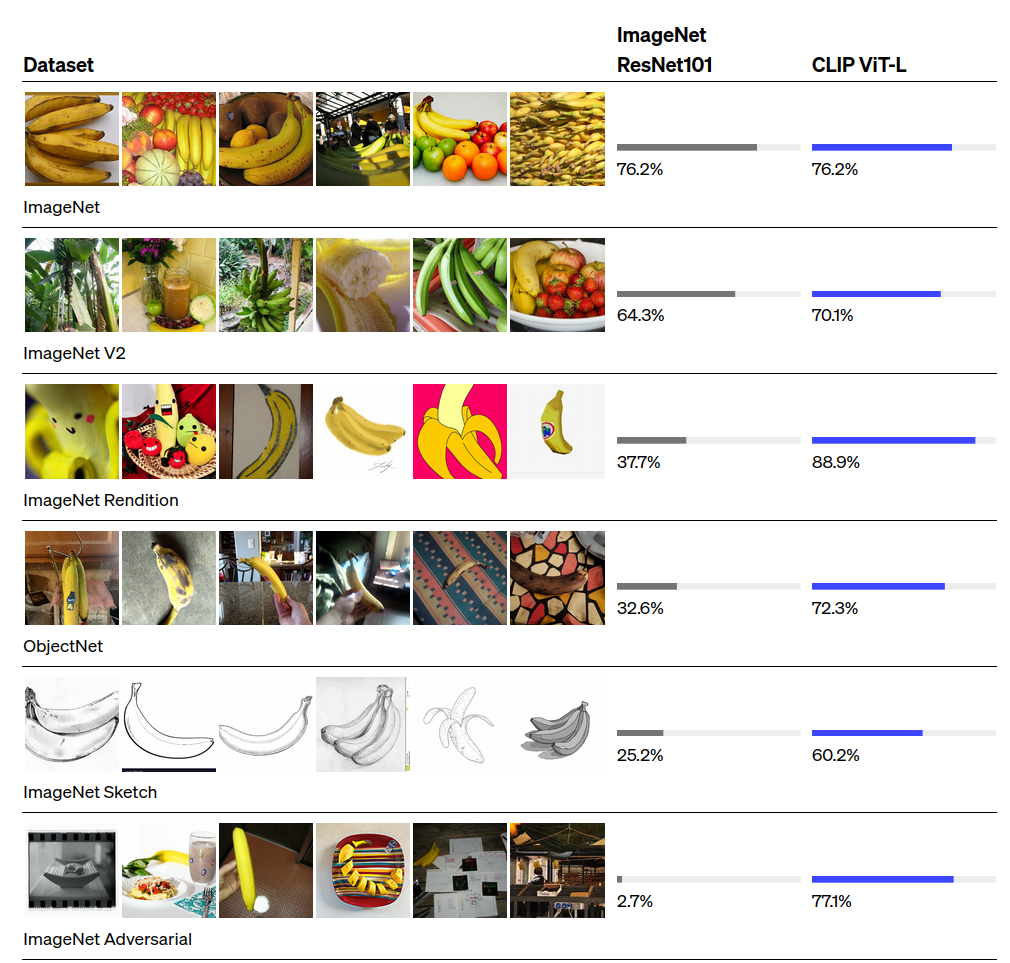 ImageNet
Dataset
ResNet101
CLIP ViT-L
76.2%
76.2%
ImageNet
64.3%
70.1%
ImageNet V2
37.7%
88.9%
ImageNet Rendition
32.6%
72.3%
ObjectNet
25.2%
60.2%
ImageNet Sketch
2.7%
77.1%
ImageNet Adversarial